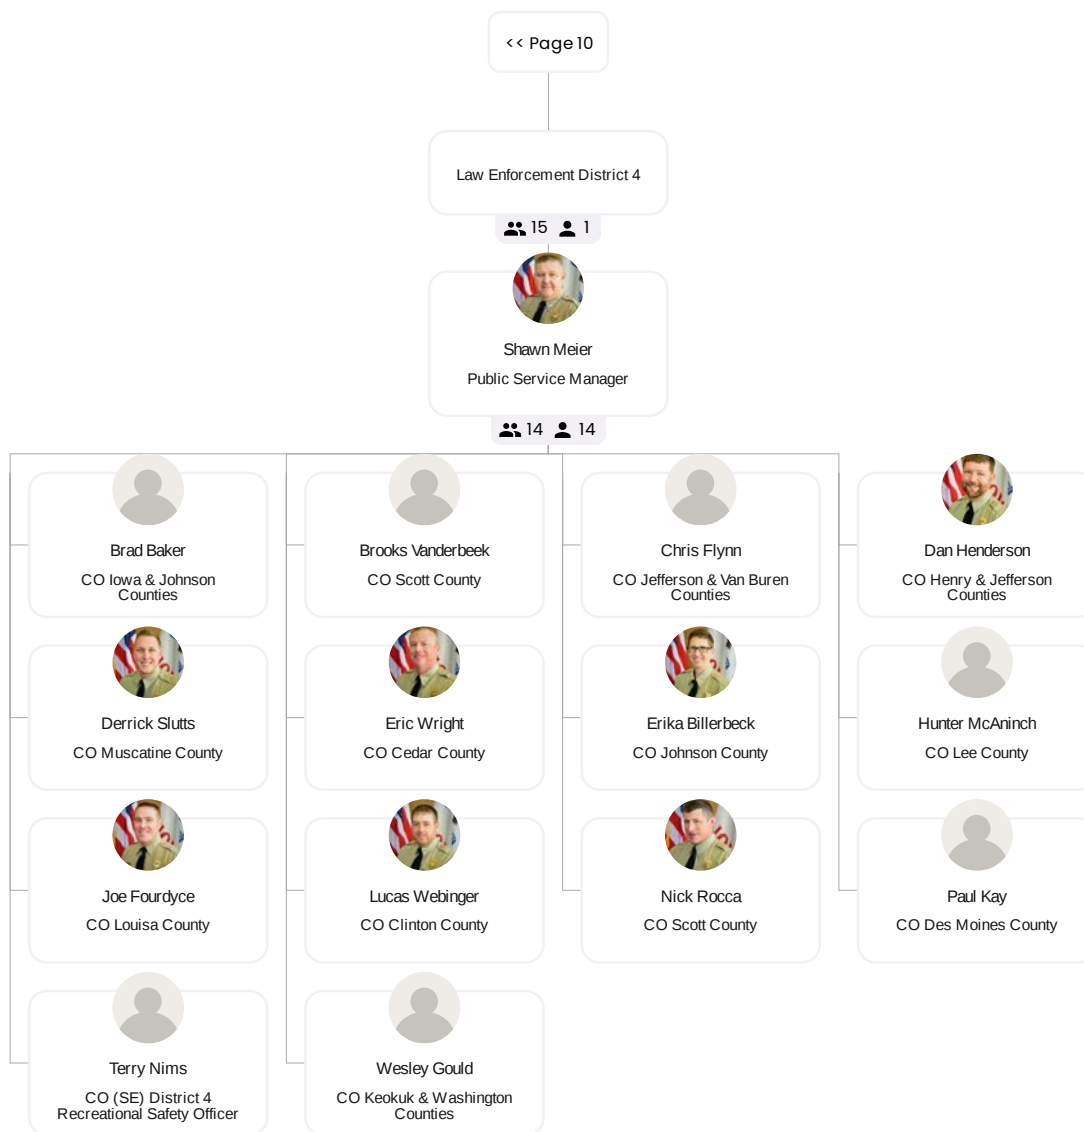 << Page 10
Law Enforcement District 4
15 1
Shawn Meier
Public Service Manager
14 14
Brad Baker
CO Iowa & Johnson
Counties
Brooks Vanderbeek
CO Scott County
Chris Flynn
CO Jefferson & Van Buren
Counties
Dan Henderson
CO Henry & Jefferson
Counties
Derrick Slutts
CO Muscatine County
Eric Wright
CO Cedar County
Erika Billerbeck
CO Johnson County
Hunter McAninch
CO Lee County
Joe Fourdyce
CO Louisa County
Lucas Webinger
CO Clinton County
Nick Rocca
CO Scott County
Paul Kay
CO Des Moines County
Terry Nims
CO (SE) District 4
Recreational Safety Officer
Wesley Gould
CO Keokuk & Washington
Counties